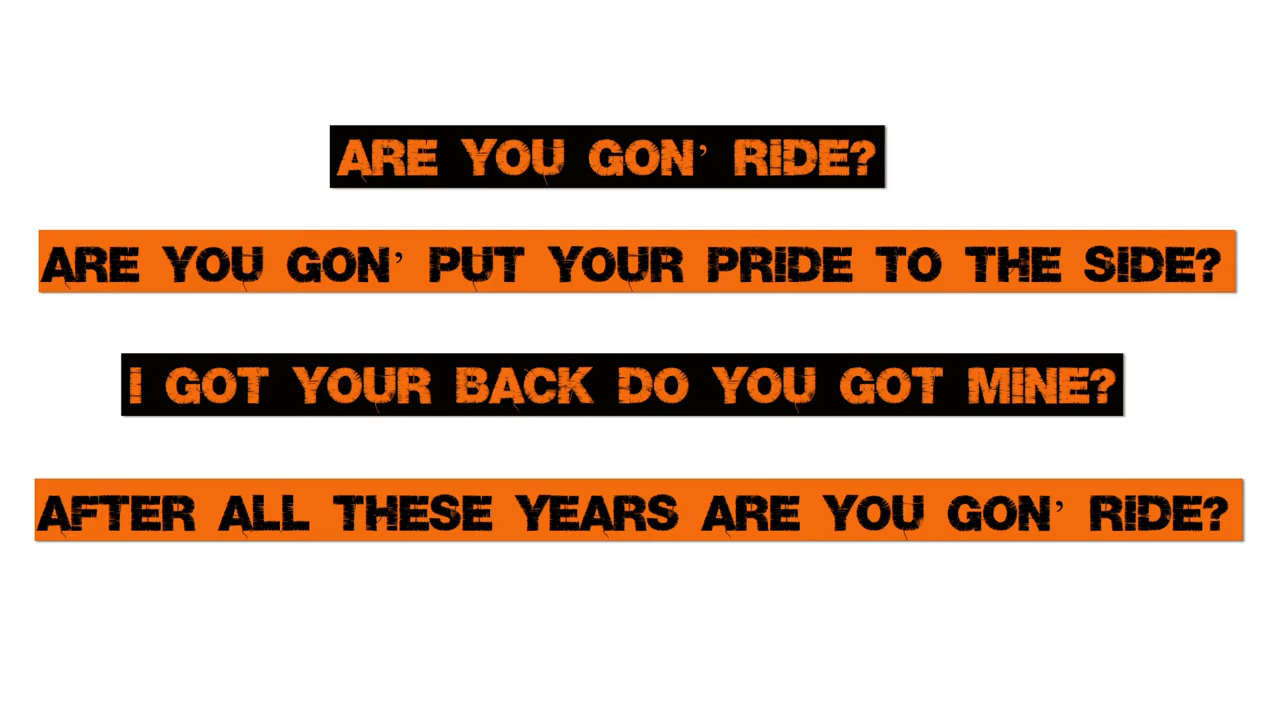 ARE YOU GON' RIDE?
ARE YOU GON' PUT YOUR PRIDE TO THE SIDE?
I GOT YOUR BACK DO YOU GOT MINE?
AFTER ALL THESE YEARS ARE YOU GON' RIDE?